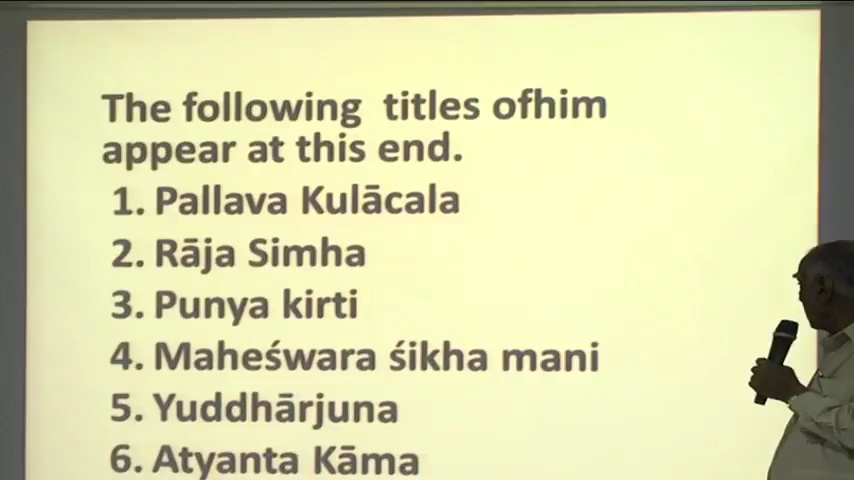 The following titles ofhim
appear at this end.
1. Pallava Kulācala
2. Rāja Simha
3. Punya kirti
4. Maheśwara śikha mani
5. Yuddhārjuna
6. Atyanta Kāma